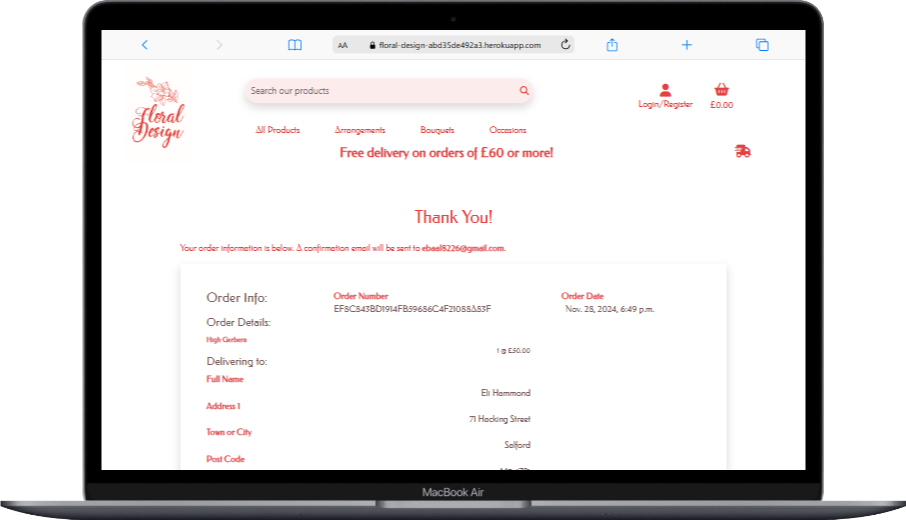 AA floral-design-abd35de492a3.herokuapp.com
Floral
Design
Search our products
Login/Register £0.00
All Products Arrangements Bouquets Occasions
Free delivery on orders of £60 or more!
Thank You!
Your order information is below. A confirmation email will be sent to ebaal8226@gmail.com.
Order Info: Order Number Order Date
EF8C843BD1914FB59686C4F21088A83F Nov. 28, 2024, 6:49 p.m.
Order Details:
High Gerbera
1 @ £50.00
Delivering to:
Full Name
Eli Hammond
Address 1
71 Hacking Street
Town or City
Salford
Post Code
MacBook Air